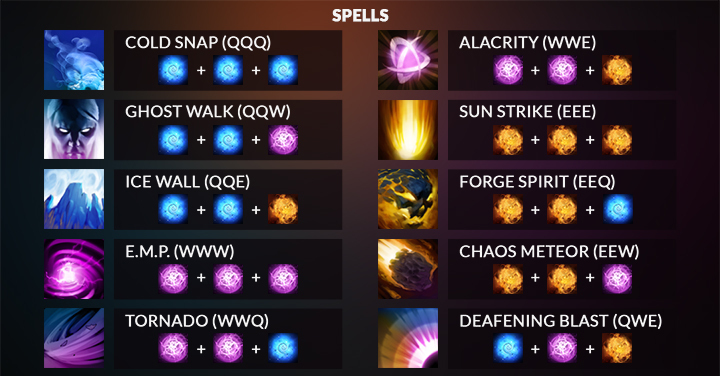 SPELLS
COLD SNAP (QQQ)
+ +
GHOST WALK (QQW)
+ +
ICE WALL (QQE)
+ +
E.M.P. (WWW)
+ +
TORNADO (WWQ)
+ +
ALACRITY (WWE)
+ +
SUN STRIKE (EEE)
+ +
FORGE SPIRIT (EEQ)
+ +
CHAOS METEOR (EEW)
+ +
DEAFENING BLAST (QWE)
+ +